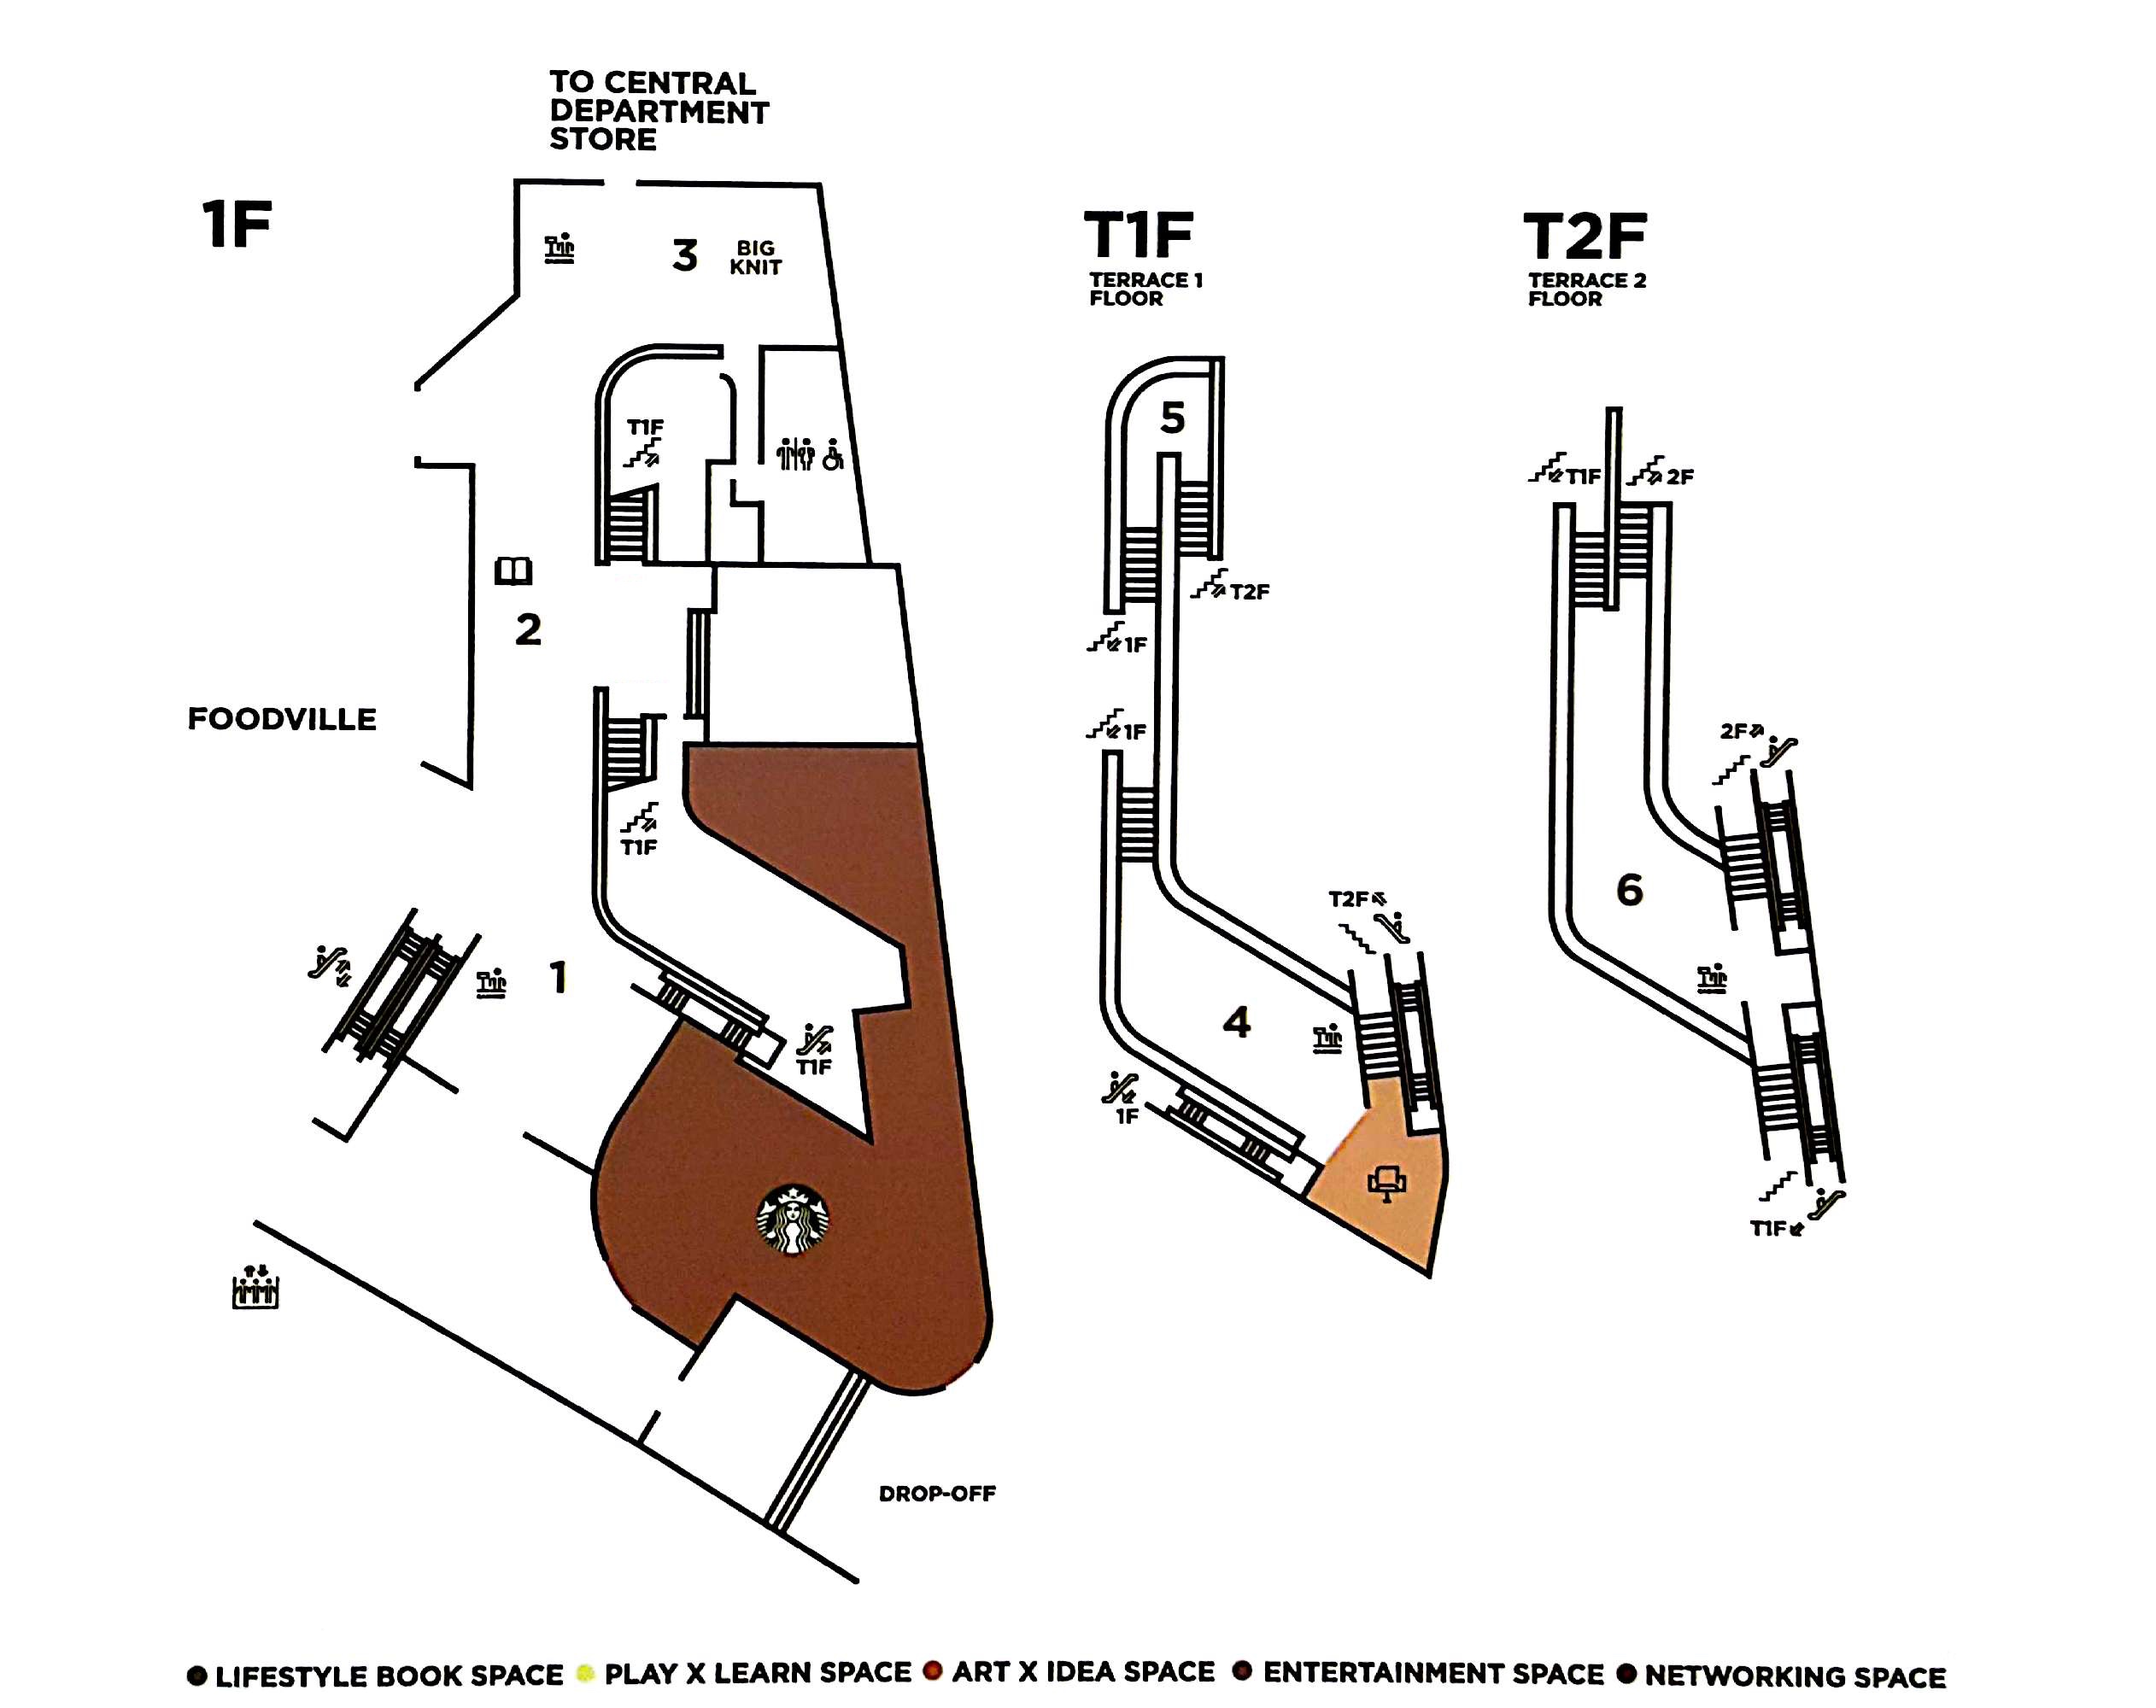 TO CENTRAL
DEPARTMENT
STORE
1F
3
BIG
KNIT
T1F
2
FOODVILLE
T1F
1
T1F
DROP-OFF
T1F
TERRACE 1
FLOOR
5
T2F
1F
1F
T2F
4
1F
T2F
TERRACE 2
FLOOR
T1F
2F
2F
6
T1F
LIFESTYLE BOOK SPACE PLAY X LEARN SPACE ART X IDEA SPACE ENTERTAINMENT SPACE NETWORKING SPACE